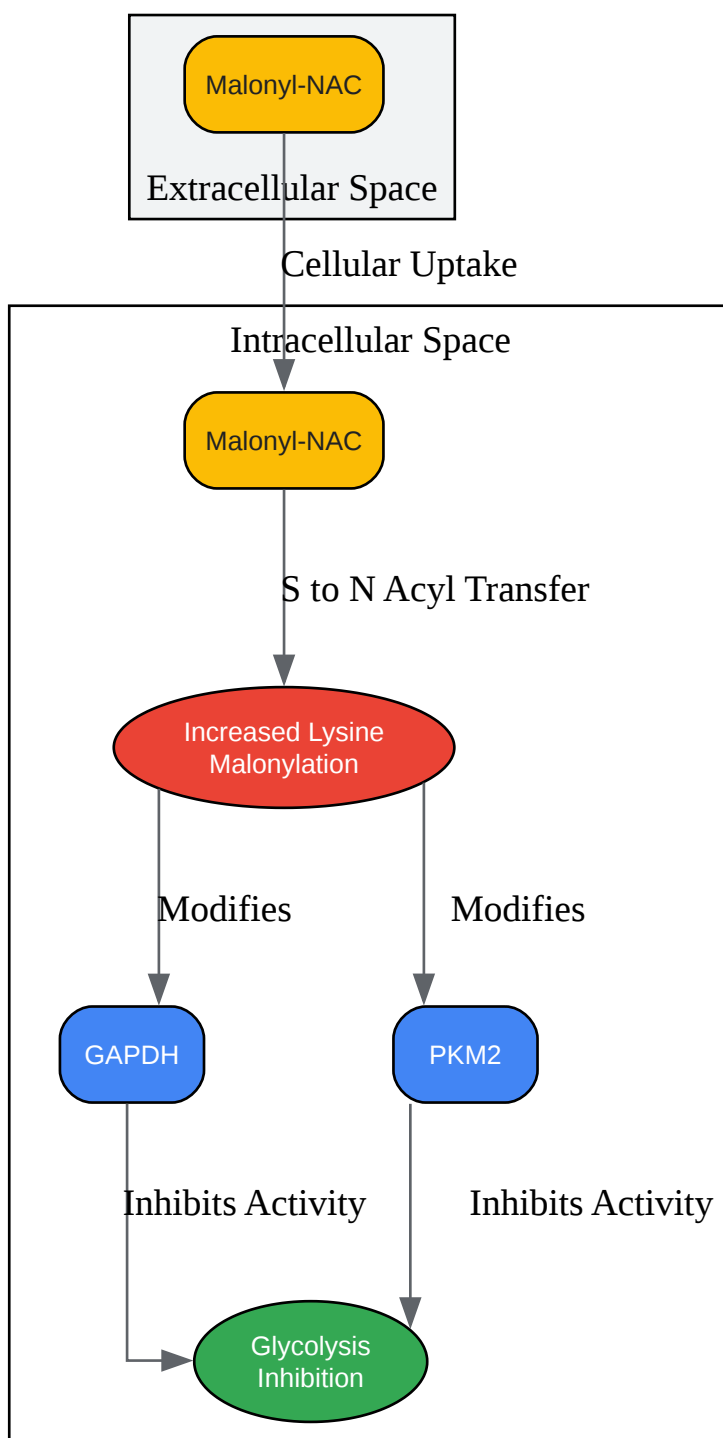 Malonyl-NAC
Extracellular Space
Cellular Uptake
Intracellular Space
Malonyl-NAC
S to N Acyl Transfer
Increased Lysine
Malonylation
Modifies
Modifies
GAPDH
PKM2
Inhibits Activity
Inhibits Activity
Glycolysis
Inhibition